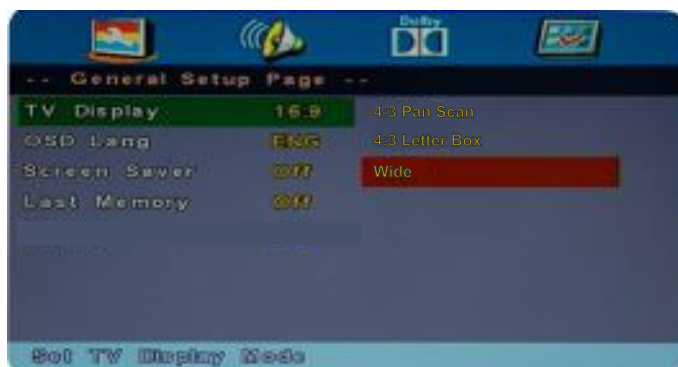 Dolby
-- General Setup Page --
TV Display 16:9 4:3 Pan Scan
OSD Lang ENG 4:3 Letter Box
Screen Saver Off Wide
Last Memory Off
Set TV Display Mode